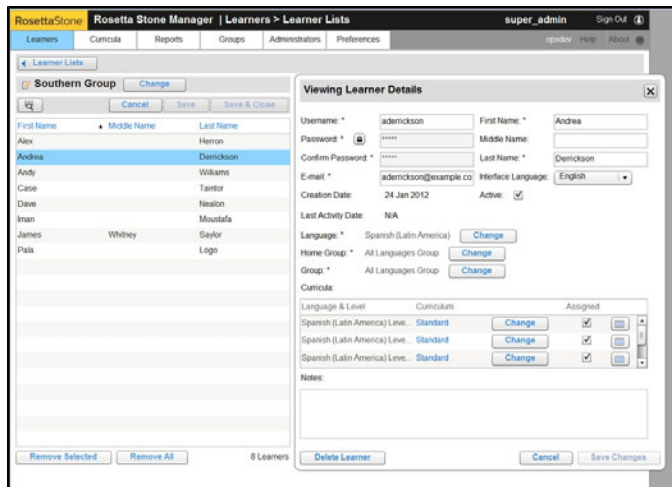 RosettaStone Rosetta Stone Manager | Learners > Learner Lists super_admin Sign Out
Learners Curricula Reports Groups Administrators Preferences opsdev Help About
Learner Lists
Southern Group Change
Cancel Save Save & Close
First Name Middle Name Last Name
Alex Herron
Andrea Derrickson
Andy Williams
Case Taintor
Dave Nealon
Iman Moustafa
James Whitney Saylor
Pala Logo
Remove Selected Remove All 8 Learners
Viewing Learner Details
Username: * aderrickson First Name: * Andrea
Password: * ***** Middle Name:
Confirm Password: * ***** Last Name: * Derrickson
E-mail: * aderrickson@example.co Interface Language: English
Creation Date: 24 Jan 2012 Active:
Last Activity Date: N/A
Language: * Spanish (Latin America) Change
Home Group: * All Languages Group Change
Group: * All Languages Group Change
Curricula:
Language & Level Curriculum Assigned
Spanish (Latin America) Leve... Standard Change
Spanish (Latin America) Leve... Standard Change
Spanish (Latin America) Leve... Standard Change
Notes:
Delete Learner Cancel Save Changes